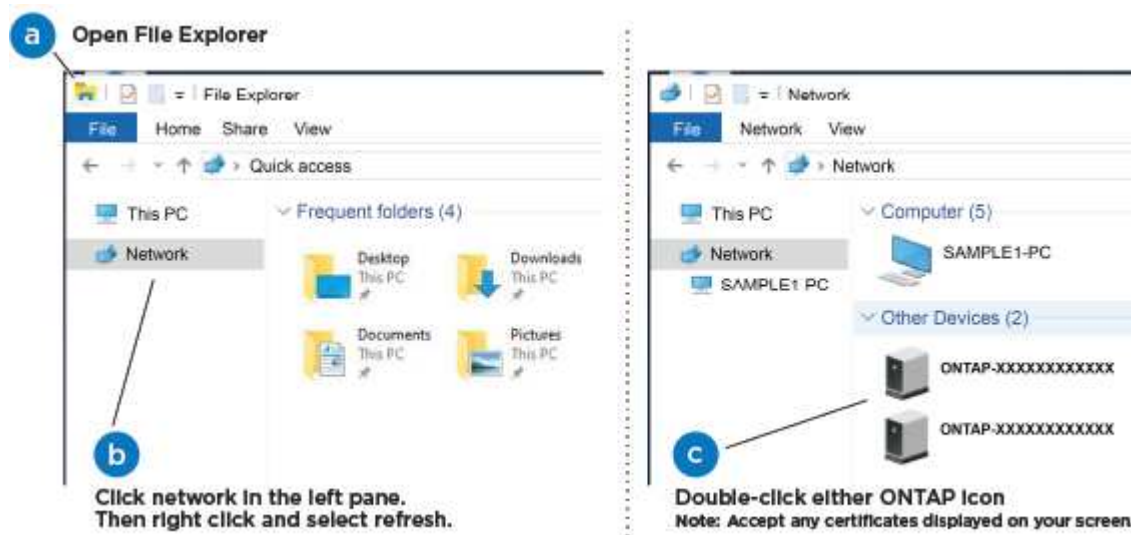 a Open File Explorer
File Explorer
File Home Share View
Quick access
This PC
Network
Frequent folders (4)
Desktop
This PC
Downloads
This PC
Documents
This PC
Pictures
This PC
b
Click network in the left pane.
Then right click and select refresh.
Network
File Network View
Network
This PC
Network
SAMPLE1 PC
Computer (5)
SAMPLE1-PC
Other Devices (2)
ONTAP-XXXXXXXXXXXX
ONTAP-XXXXXXXXXXXX
c
Double-click either ONTAP icon
Note: Accept any certificates displayed on your screen